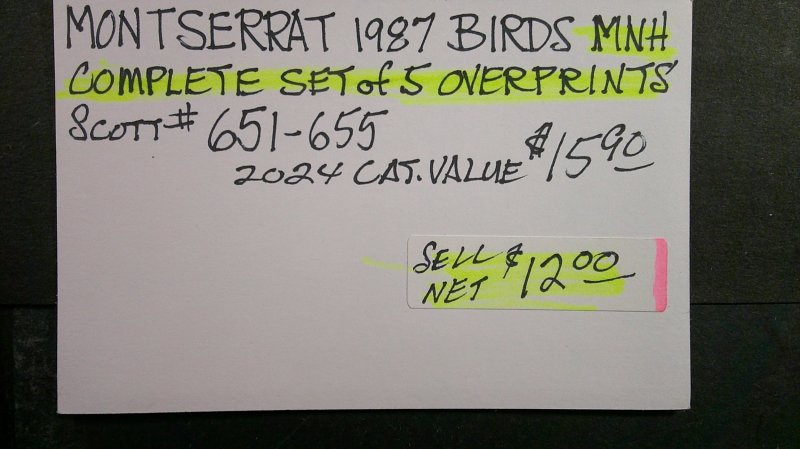 MONTSERRAT 1987 BIRDS MNH
COMPLETE SET of 5 OVERPRINTS
SCOTT# 651-655
2024 CAT. VALUE $15.90
SELL $12.00
NET